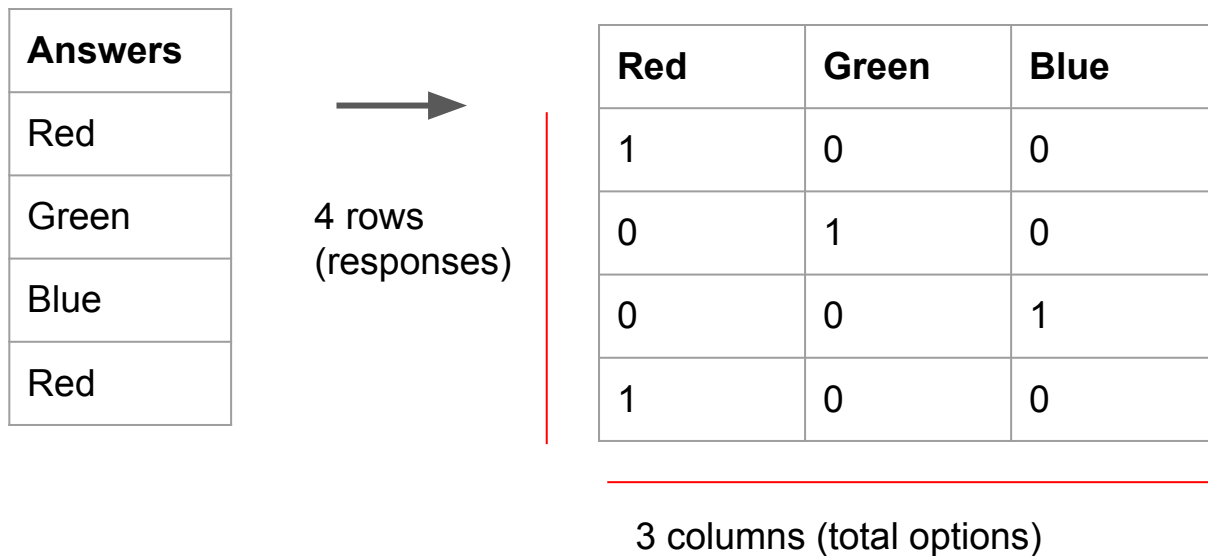 Answers
Red
Green
Blue
Red
4 rows
(responses)
Red Green Blue
1 0 0
0 1 0
0 0 1
1 0 0
3 columns (total options)